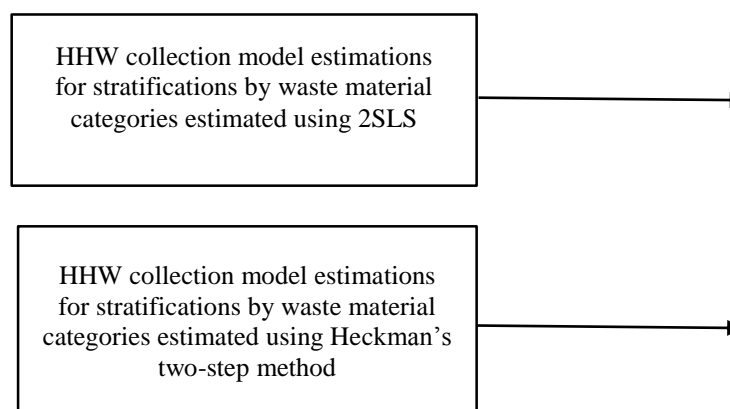 HHW collection model estimations
for stratifications by waste material
categories estimated using 2SLS
HHW collection model estimations
for stratifications by waste material
categories estimated using Heckman’s
two-step method